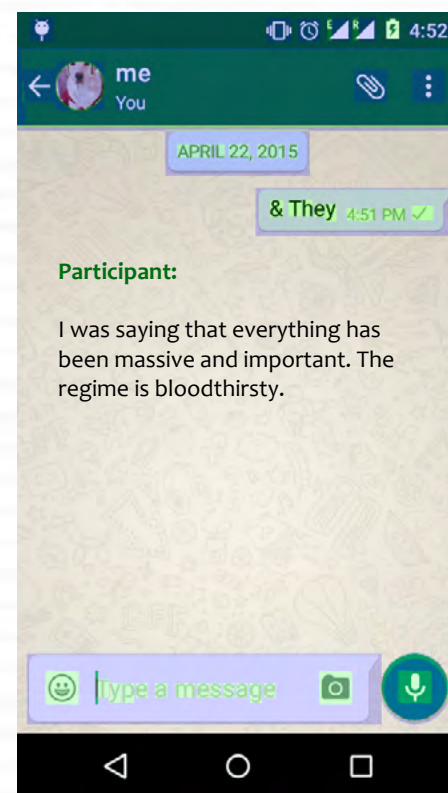 4:52
me
You
APRIL 22, 2015
& They 4:51 PM
Participant:
I was saying that everything has
been massive and important. The
regime is bloodthirsty.
Type a message